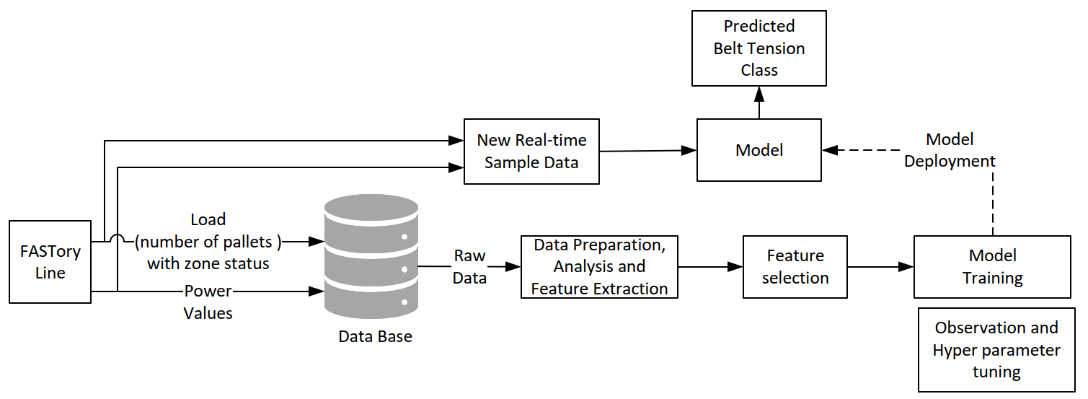 Predicted
Belt Tension
Class
New Real-time
Sample Data
Model
Model
Deployment
FASTory
Line
Load
(number of pallets )
with zone status
Power
Values
Data Base
Raw
Data
Data Preparation,
Analysis and
Feature Extraction
Feature
selection
Model
Training
Observation and
Hyper parameter
tuning